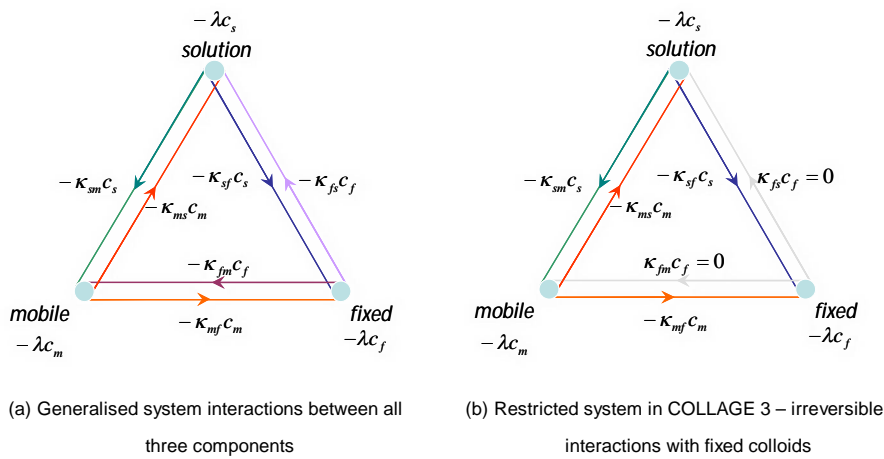 − λc_s
solution
− κ_sm c_s
− κ_sf c_s
− κ_fs c_f
− κ_ms c_m
− κ_fm c_f
mobile
fixed
− κ_mf c_m
− λc_m
−λc_f
(a) Generalised system interactions between all
three components
− λc_s
solution
− κ_sm c_s
− κ_sf c_s
κ_fs c_f = 0
− κ_ms c_m
κ_fm c_f = 0
mobile
fixed
− κ_mf c_m
− λc_m
−λc_f
(b) Restricted system in COLLAGE 3 – irreversible
interactions with fixed colloids